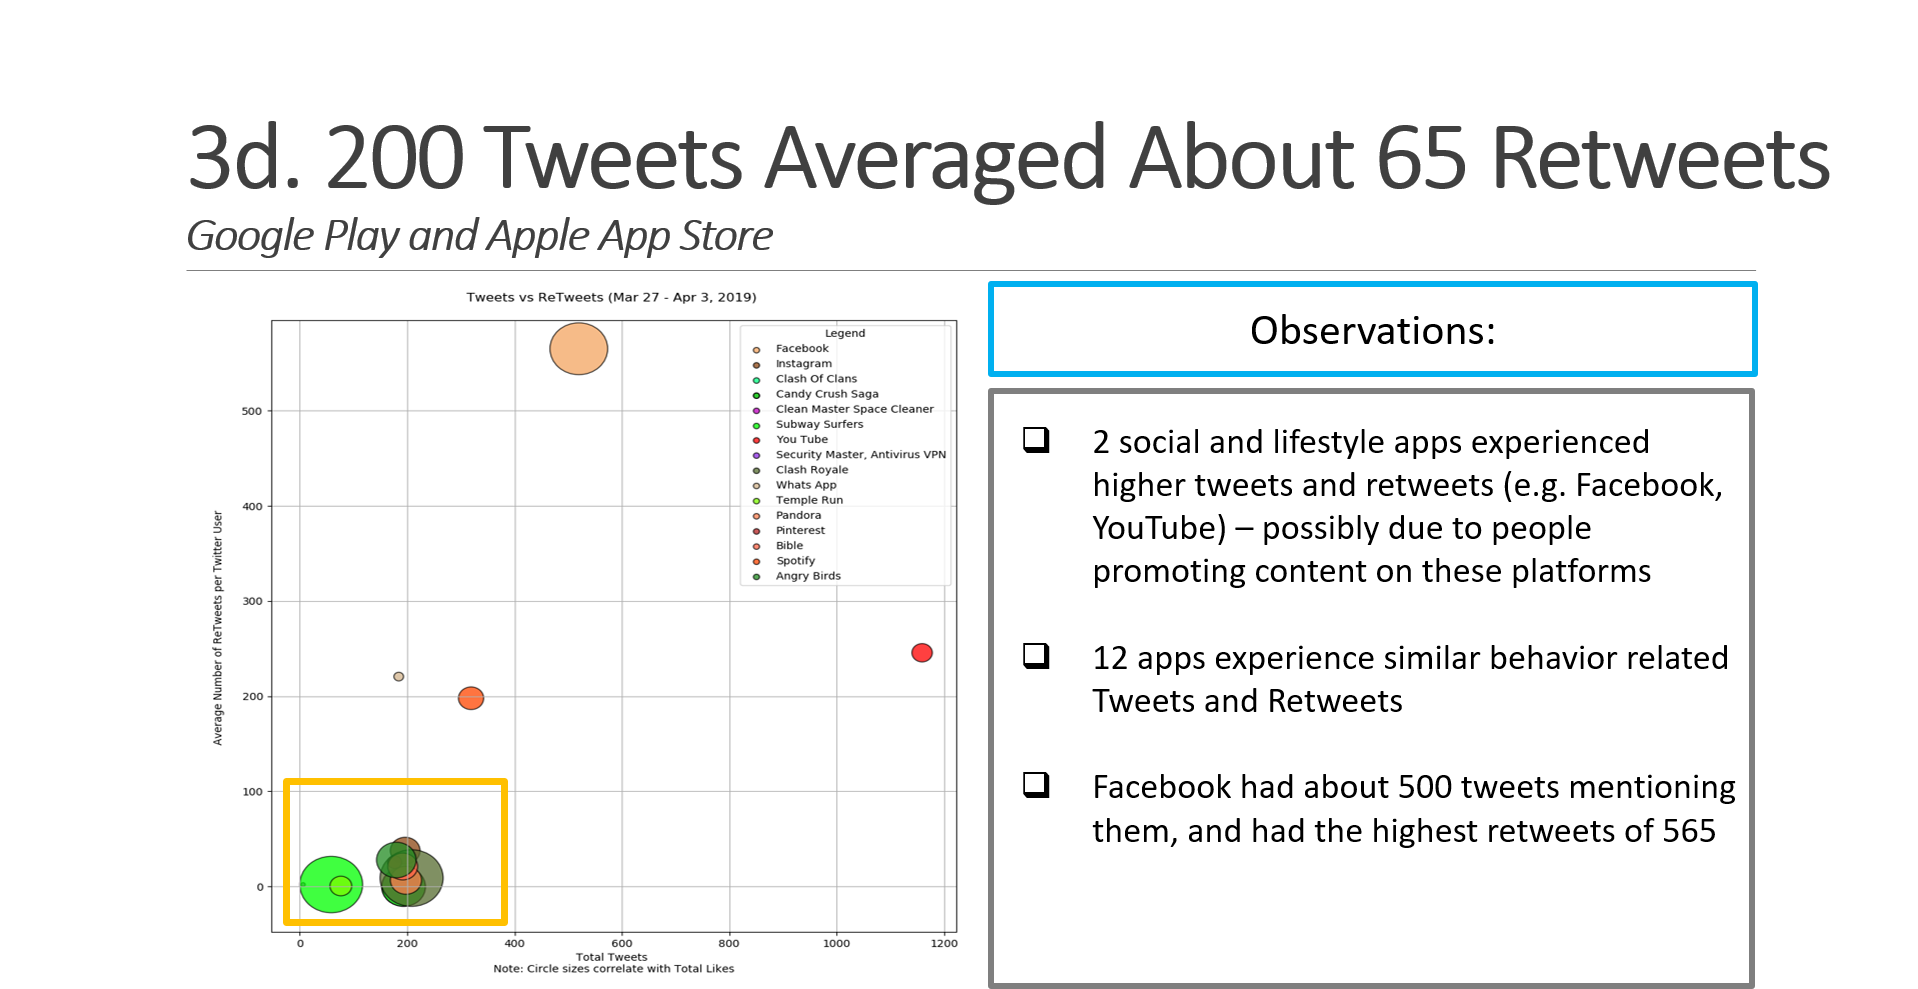 3d. 200 Tweets Averaged About 65 Retweets
Google Play and Apple App Store
Tweets vs ReTweets (Mar 27 - Apr 3, 2019)
Legend
Facebook
Instagram
Clash Of Clans
Candy Crush Saga
Clean Master Space Cleaner
Subway Surfers
You Tube
Security Master, Antivirus VPN
Clash Royale
Whats App
Temple Run
Pandora
Pinterest
Bible
Spotify
Angry Birds
Average Number of ReTweets per Twitter User
500
400
300
200
100
0
0 200 400 600 800 1000 1200
Total Tweets
Note: Circle sizes correlate with Total Likes
Observations:
2 social and lifestyle apps experienced
higher tweets and retweets (e.g. Facebook,
YouTube) – possibly due to people
promoting content on these platforms
12 apps experience similar behavior related
Tweets and Retweets
Facebook had about 500 tweets mentioning
them, and had the highest retweets of 565